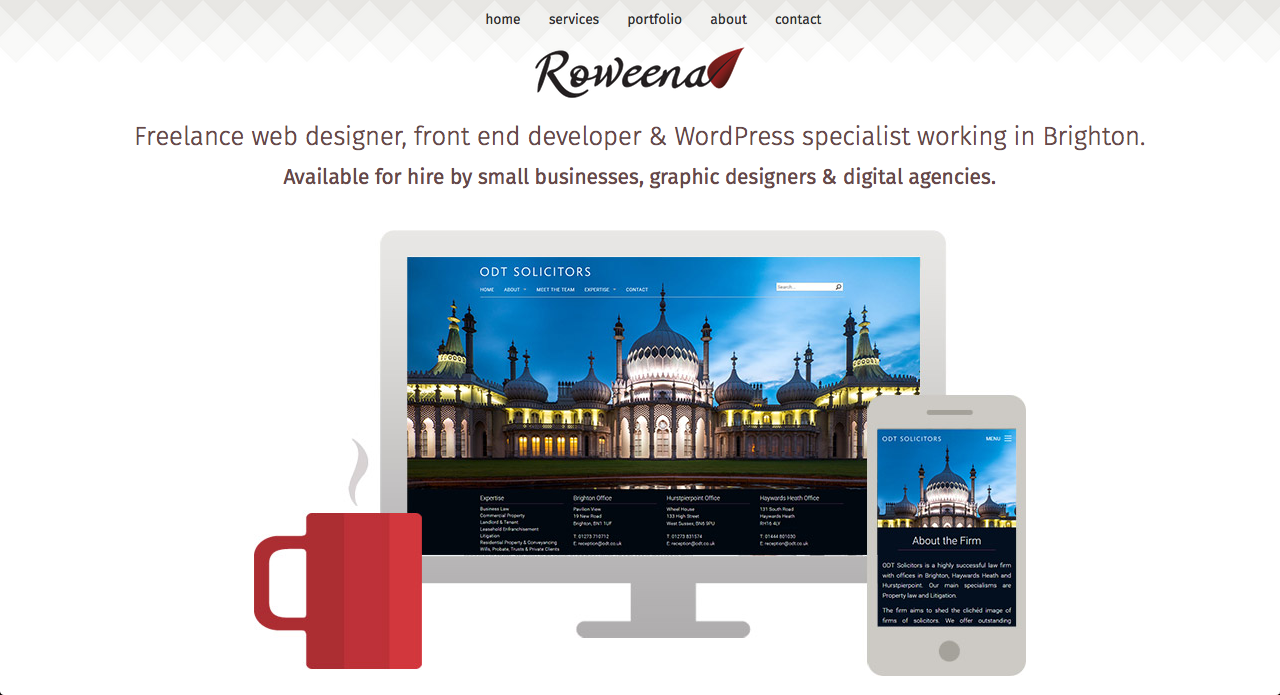 home services portfolio about contact
Roweena
Freelance web designer, front end developer & WordPress specialist working in Brighton.
Available for hire by small businesses, graphic designers & digital agencies.
ODT SOLICITORS
HOME ABOUT MEET THE TEAM EXPERTISE CONTACT
Search...
Expertise
Business Law
Commercial Property
Landlord & Tenant
Leasehold Enfranchisement
Litigation
Residential Property & Conveyancing
Wills, Probate, Trusts & Private Clients
Brighton Office
Pavilion View
19 New Road
Brighton, BN1 1UF
T: 01273 710712
E: reception@odt.co.uk
Hurstpierpoint Office
Wheat House
133 High Street
West Sussex, BN6 9PU
T: 01273 831574
E: reception@odt.co.uk
Haywards Heath Office
131 South Road
Haywards Heath
RH16 4LY
T: 01444 801030
E: reception@odt.co.uk
ODT SOLICITORS MENU
About the Firm
ODT Solicitors is a highly successful law firm
with offices in Brighton, Haywards Heath and
Hurstpierpoint. Our main specialisms are
Property law and Litigation.
The firm aims to shed the clichéd image of
firms of solicitors. We offer outstanding